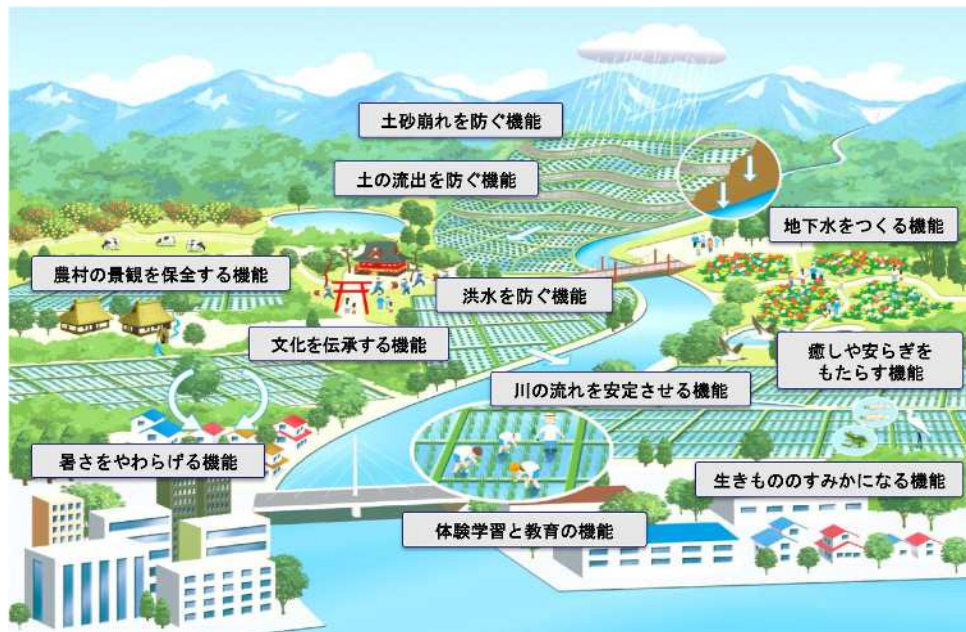 土砂崩れを防ぐ機能
土の流出を防ぐ機能
地下水をつくる機能
農村の景観を保全する機能
洪水を防ぐ機能
文化を伝承する機能
癒しや安らぎを
もたらす機能
川の流れを安定させる機能
暑さをやわらげる機能
生きもののすみかになる機能
体験学習と教育の機能